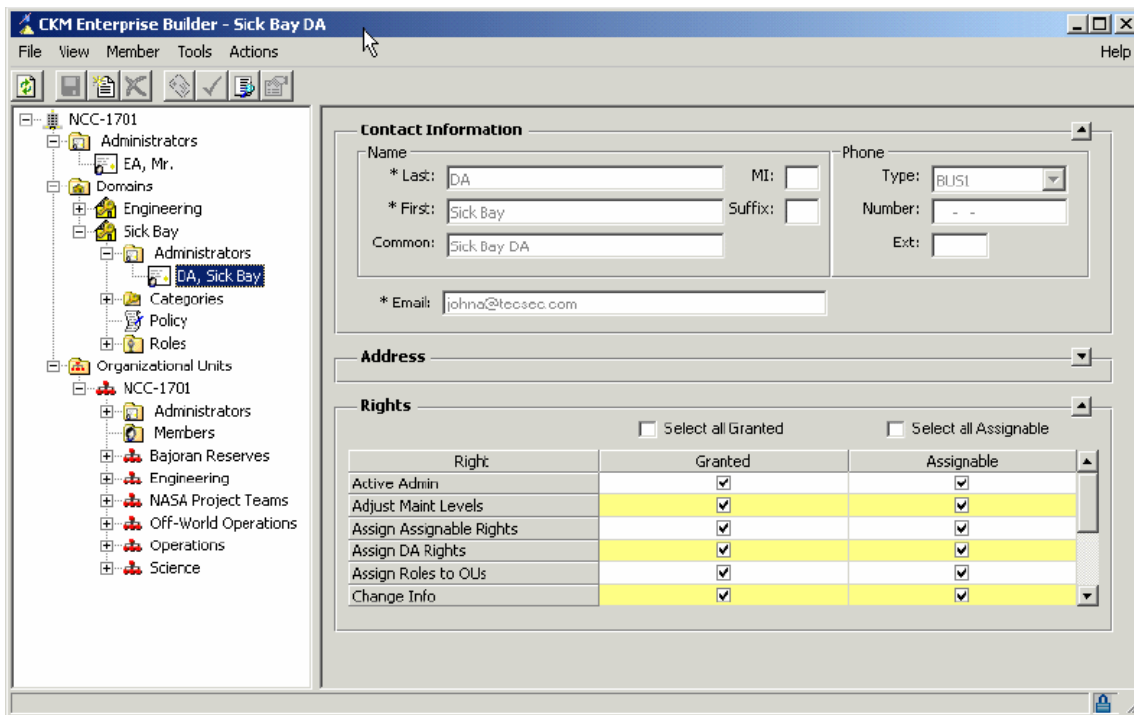 CKM Enterprise Builder - Sick Bay DA
File View Member Tools Actions Help
NCC-1701
Administrators
EA, Mr.
Domains
Engineering
Sick Bay
Administrators
DA, Sick Bay
Categories
Policy
Roles
Organizational Units
NCC-1701
Administrators
Members
Bajoran Reserves
Engineering
NASA Project Teams
Off-World Operations
Operations
Science
Contact Information
Name
* Last: DA MI:
* First: Sick Bay Suffix:
Common: Sick Bay DA
Phone
Type: BUS1
Number: - -
Ext:
* Email: johna@tecsec.com
Address
Rights
Select all Granted Select all Assignable
Right Granted Assignable
Active Admin
Adjust Maint Levels
Assign Assignable Rights
Assign DA Rights
Assign Roles to OUs
Change Info